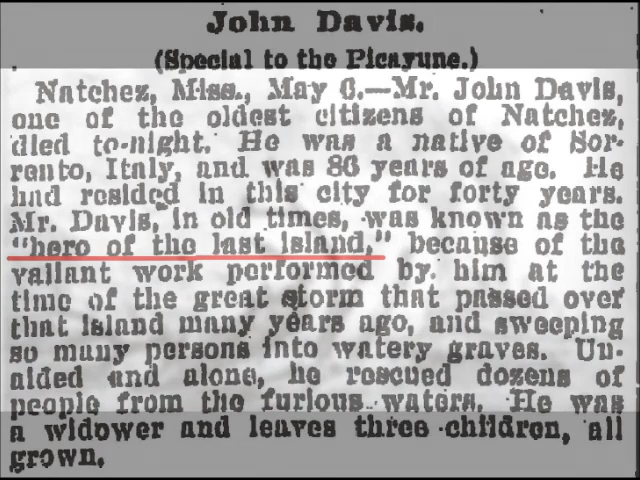 John Davis.
(Special to the Picayune.)
Natchez, Miss., May 6.—Mr. John Davis,
one of the oldest citizens of Natchez,
died to-night. He was a native of Sor-
rento, Italy, and was 86 years of age. He
had resided in this city for forty years.
Mr. Davis, in old times, was known as the
"hero of the last island," because of the
valiant work performed by him at the
time of the great storm that passed over
that island many years ago, and sweeping
so many persons into watery graves. Un-
aided and alone, he rescued dozens of
people from the furious waters. He was
a widower and leaves three children, all
grown.